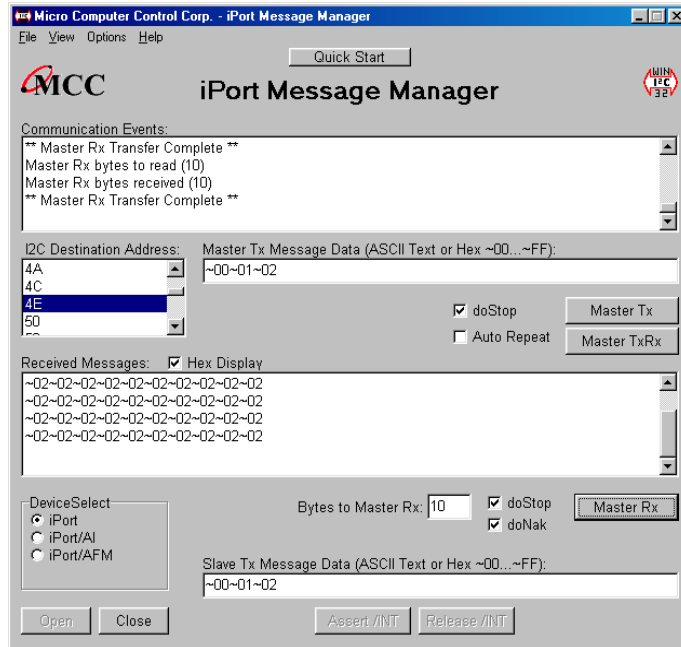 Micro Computer Control Corp. - iPort Message Manager
File View Options Help
Quick Start
MCC
iPort Message Manager
WIN
I²C
32
Communication Events:
** Master Rx Transfer Complete **
Master Rx bytes to read (10)
Master Rx bytes received (10)
** Master Rx Transfer Complete **
I2C Destination Address:
4A
4C
4E
50
Master Tx Message Data (ASCII Text or Hex ~00...~FF):
~00~01~02
doStop
Master Tx
Auto Repeat
Master TxRx
Received Messages:
Hex Display
~02~02~02~02~02~02~02~02~02~02
~02~02~02~02~02~02~02~02~02~02
~02~02~02~02~02~02~02~02~02~02
~02~02~02~02~02~02~02~02~02~02
DeviceSelect
iPort
iPort/AI
iPort/AFM
Bytes to Master Rx: 10
doStop
doNak
Master Rx
Slave Tx Message Data (ASCII Text or Hex ~00...~FF):
~00~01~02
Open
Close
Assert /INT
Release /INT